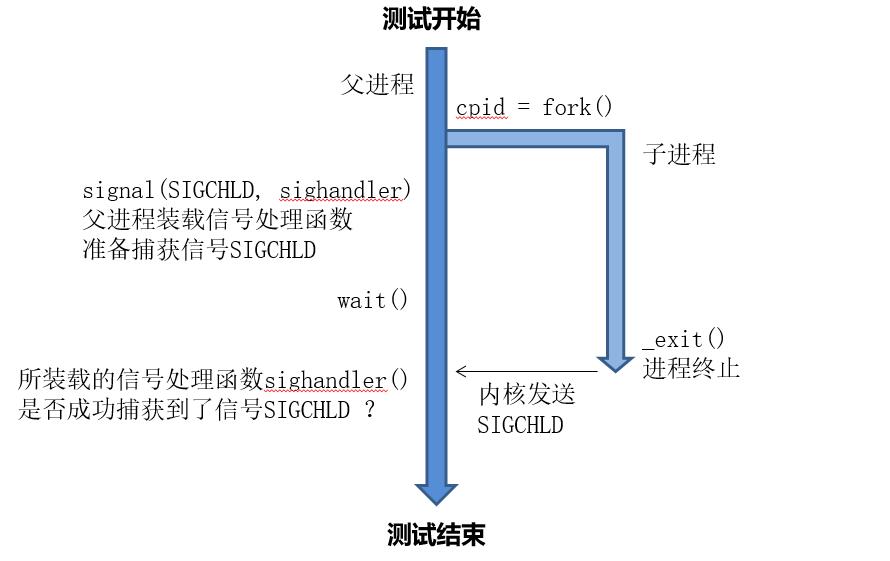 测试开始
父进程
cpid = fork()
子进程
signal(SIGCHLD, sighandler)
父进程装载信号处理函数
准备捕获信号SIGCHLD
wait()
_exit()
进程终止
所装载的信号处理函数sighandler()
是否成功捕获到了信号SIGCHLD ？
内核发送
SIGCHLD
测试结束